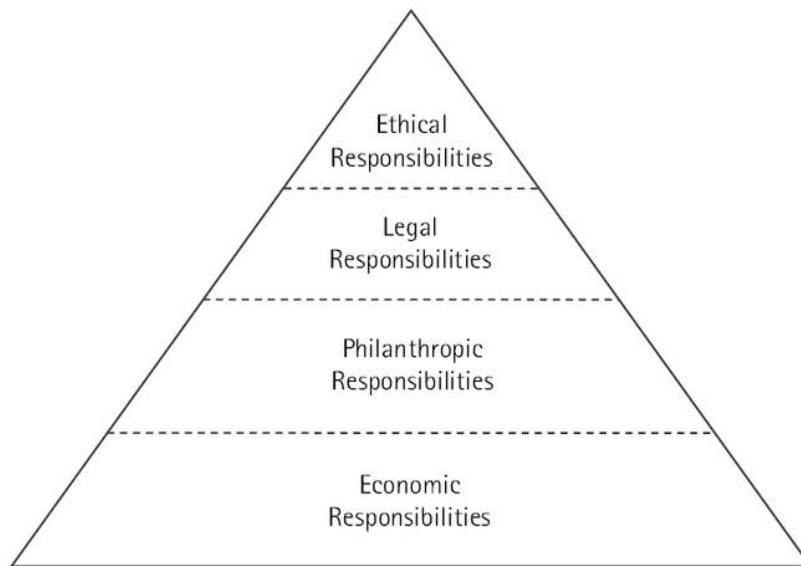 Ethical
Responsibilities
Legal
Responsibilities
Philanthropic
Responsibilities
Economic
Responsibilities